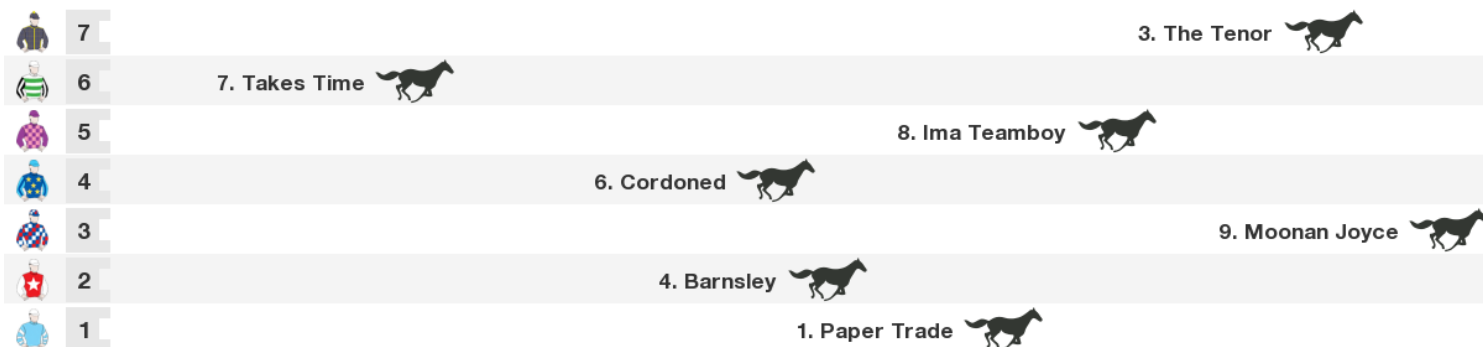 7 3. The Tenor
6 7. Takes Time
5 8. Ima Teamboy
4 6. Cordoned
3 9. Moonan Joyce
2 4. Barnsley
1 1. Paper Trade